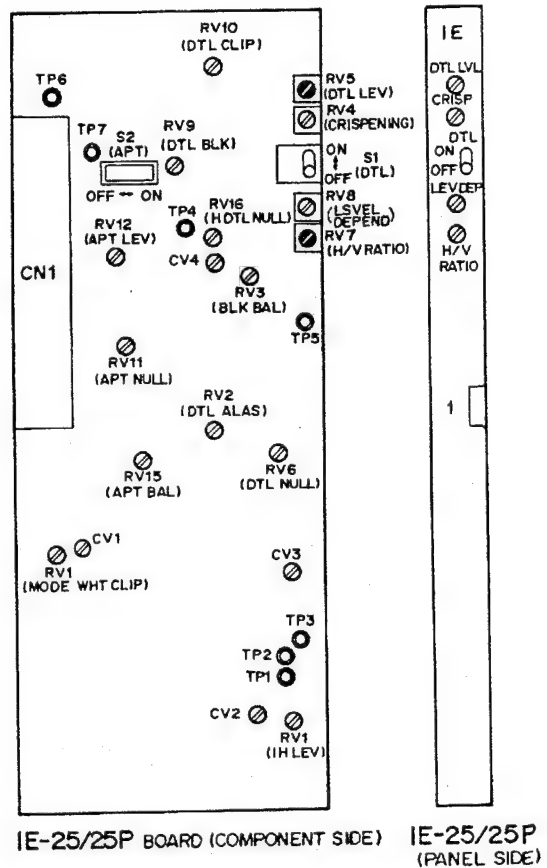 RV10
(DTL CLIP)
TP6
RV5
(DTL LEV)
RV4
(CRISPENING)
TP7
S2
(APT)
RV9
(DTL BLK)
ON
OFF
S1
(DTL)
OFF ↔ ON
RV16
(HDTL NULL)
RV8
(LSVEL
DEPEND)
TP4
RV12
(APT LEV)
RV7
(H/V RATIO)
CV4
CN1
RV3
(BLK BAL)
TP5
RV11
(APT NULL)
RV2
(DTL ALAS)
RV15
(APT BAL)
RV6
(DTL NULL)
CV1
RV1
(MODE WHT CLIP)
CV3
TP3
TP2
TP1
CV2
RV1
(IH LEV)
IE-25/25P BOARD (COMPONENT SIDE)
IE
DTL LVL
CRISP
DTL
ON
OFF
LEV DEP
H/V
RATIO
1
IE-25/25P
(PANEL SIDE)